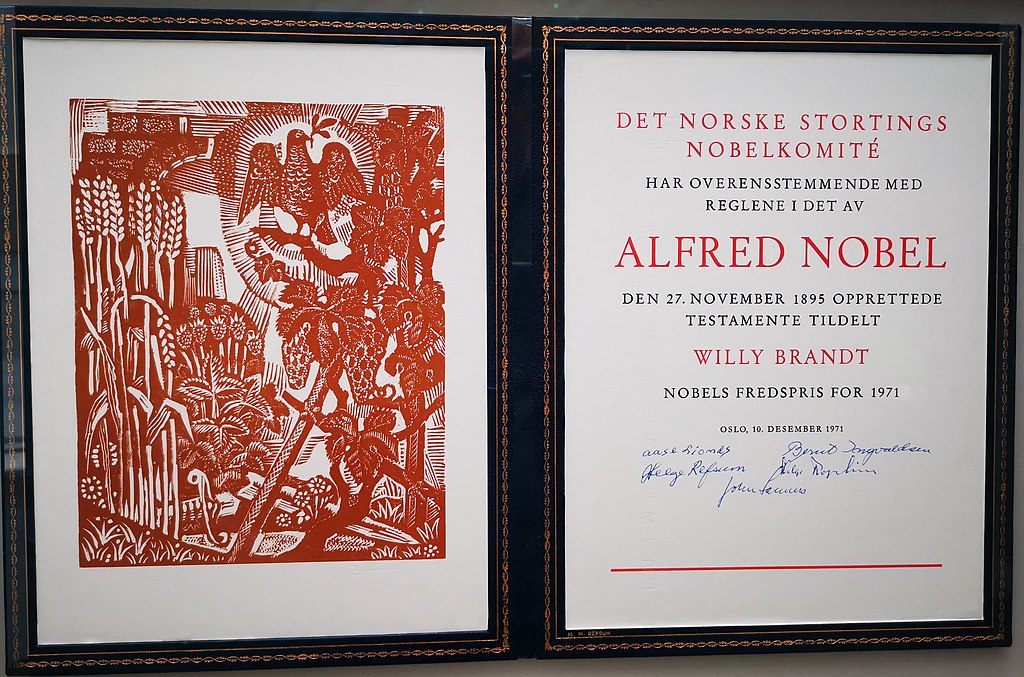 DET NORSKE STORTINGS
NOBELKOMITÉ
HAR OVERENSSTEMMENDE MED
REGLENE I DET AV
ALFRED NOBEL
DEN 27. NOVEMBER 1895 OPPRETTEDE
TESTAMENTE TILDELT
WILLY BRANDT
NOBELS FREDSPRIS FOR 1971
OSLO, 10. DESEMBER 1971
aase Lionæs Bernt Ingvaldsen
Helge Refsum
John Sanness